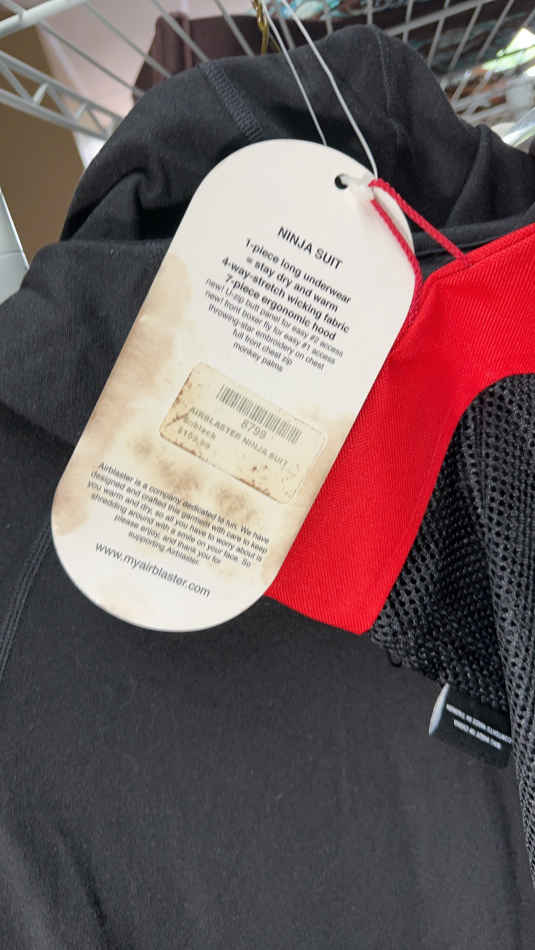 NINJA SUIT
1-piece long underwear
= stay dry and warm
4-way-stretch wicking fabric
7-piece ergonomic hood
new! U-zip butt panel for easy #2 access
new! front boxer fly for easy #1 access
throwing-star embroidery on chest
full front chest zip
monkey palms
8799
AIRBLASTER NINJA SUIT
Airblaster is a company dedicated to fun. We have
designed and crafted this garment with care to keep
you warm and dry, so all you have to worry about is
shredding around with a smile on your face. So
please enjoy, and thank you for
supporting Airblaster.
www.myairblaster.com